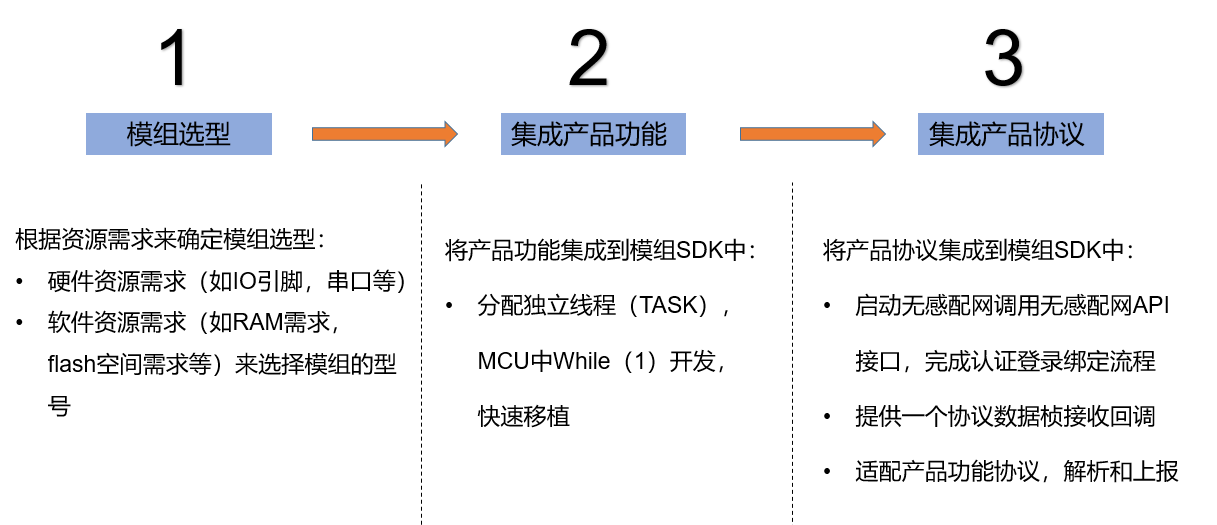 1
模组选型
根据资源需求来确定模组选型：
• 硬件资源需求（如IO引脚，串口等）
• 软件资源需求（如RAM需求，
flash空间需求等）来选择模组的型
号
2
集成产品功能
将产品功能集成到模组SDK中：
• 分配独立线程（TASK），
MCU中While（1）开发，
快速移植
3
集成产品协议
将产品协议集成到模组SDK中：
• 启动无感配网调用无感配网API
接口，完成认证登录绑定流程
• 提供一个协议数据桢接收回调
• 适配产品功能协议，解析和上报